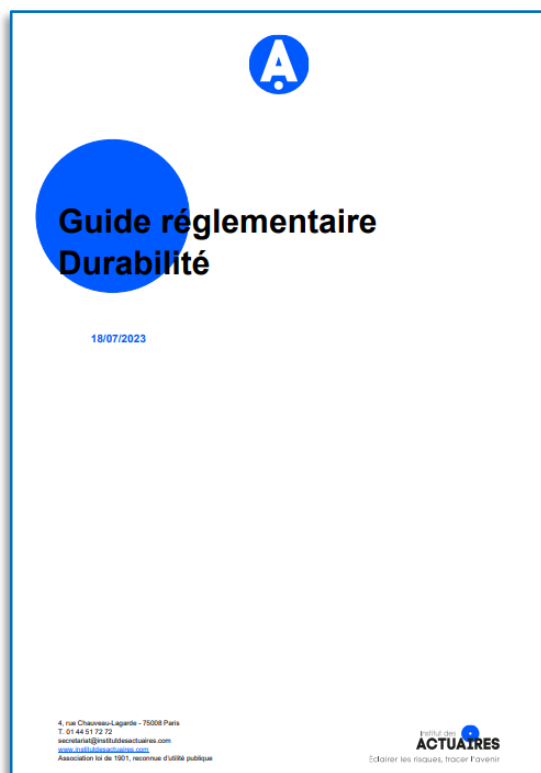 A
Guide réglementaire
Durabilité
18/07/2023
4, rue Chauveau-Lagarde - 75008 Paris
T. 01 44 51 72 72
secretariat@institutdesactuaires.com
www.institutdesactuaires.com
Association loi de 1901, reconnue d'utilité publique
Institut des
ACTUAIRES
Éclairer les risques, tracer l'avenir